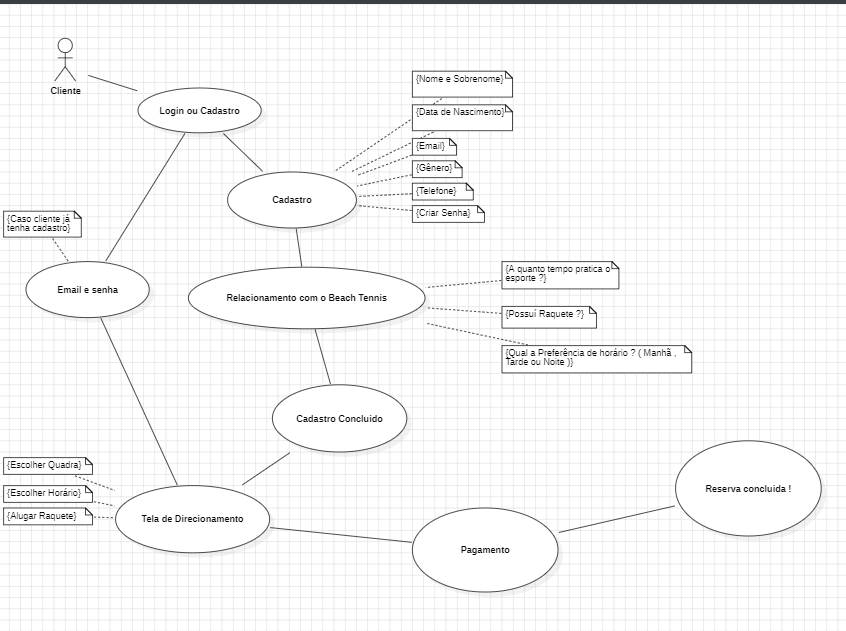 Cliente
Login ou Cadastro
{Nome e Sobrenome}
{Data de Nascimento}
{Email}
{Gênero}
{Telefone}
{Criar Senha}
Cadastro
{Caso cliente já
tenha cadastro}
Email e senha
Relacionamento com o Beach Tennis
{A quanto tempo pratica o
esporte ?}
{Possuí Raquete ?}
{Qual a Preferência de horário ? ( Manhã ,
Tarde ou Noite )}
Cadastro Concluido
{Escolher Quadra}
{Escolher Horário}
{Alugar Raquete}
Tela de Direcionamento
Pagamento
Reserva concluida !